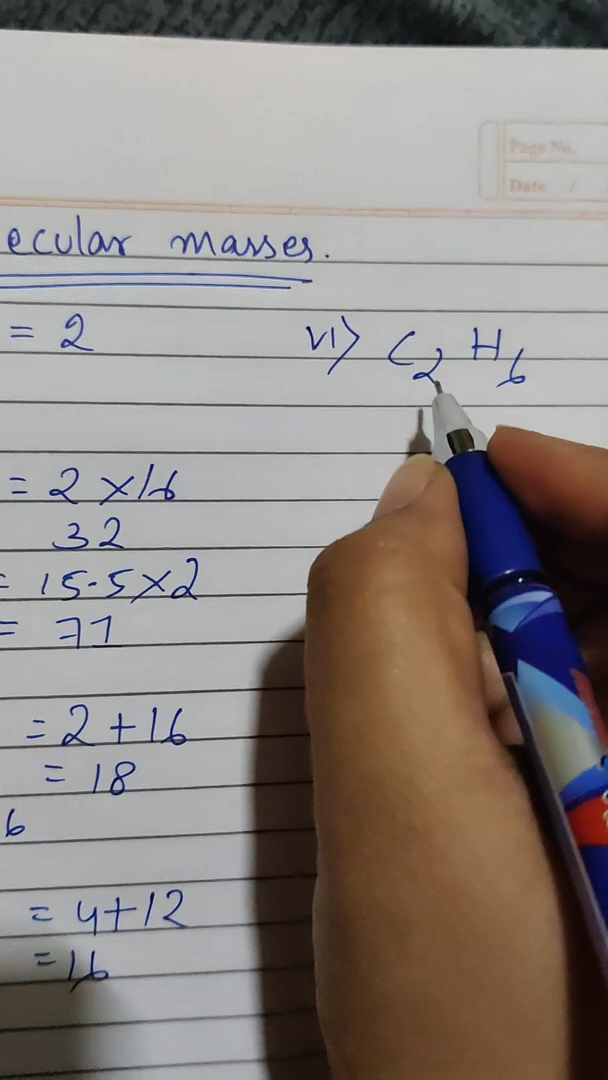 Page No.
Date /
ecular masses.
= 2
vi) C2 H6
= 2 × 16
32
= 15.5 × 2
= 71
= 2 + 16
= 18
6
= 4 + 12
= 16